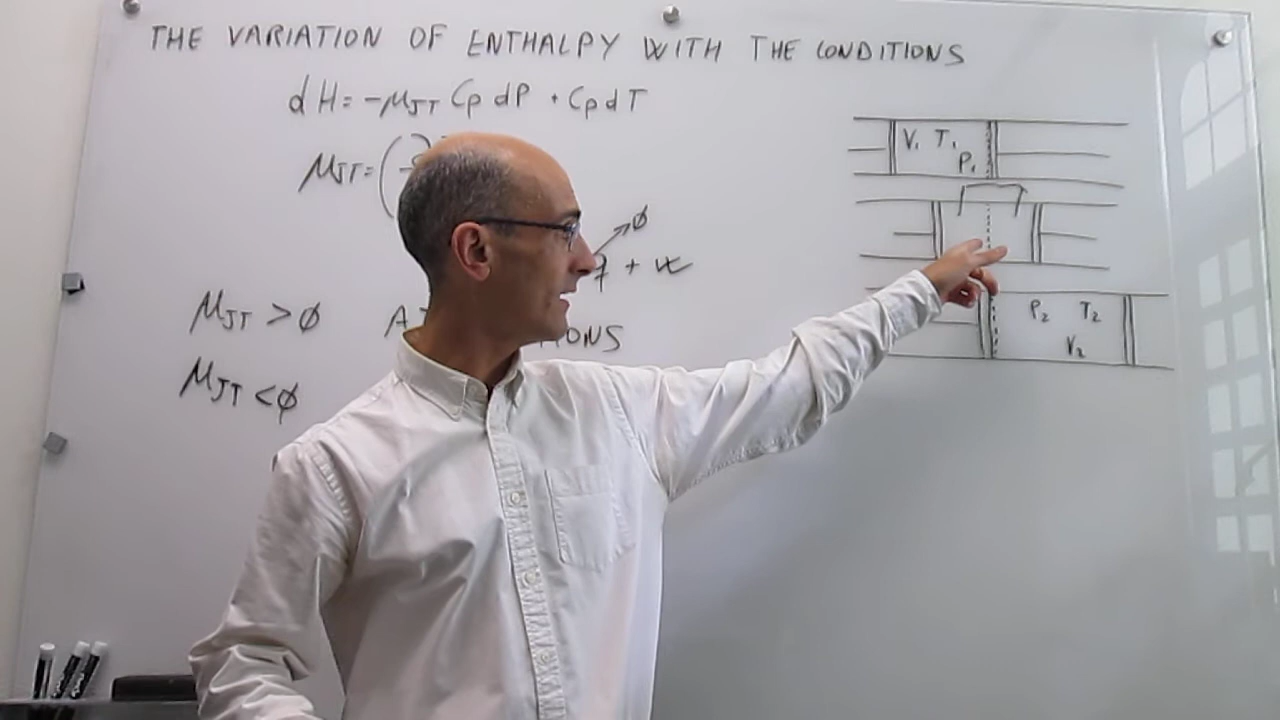 THE VARIATION OF ENTHALPY WITH THE CONDITIONS
dH = -μJT Cp dP + Cp dT
μJT = (
V1 T1
P1
ø
+ w
μJT > ø
μJT < ø
P2 T2
V2